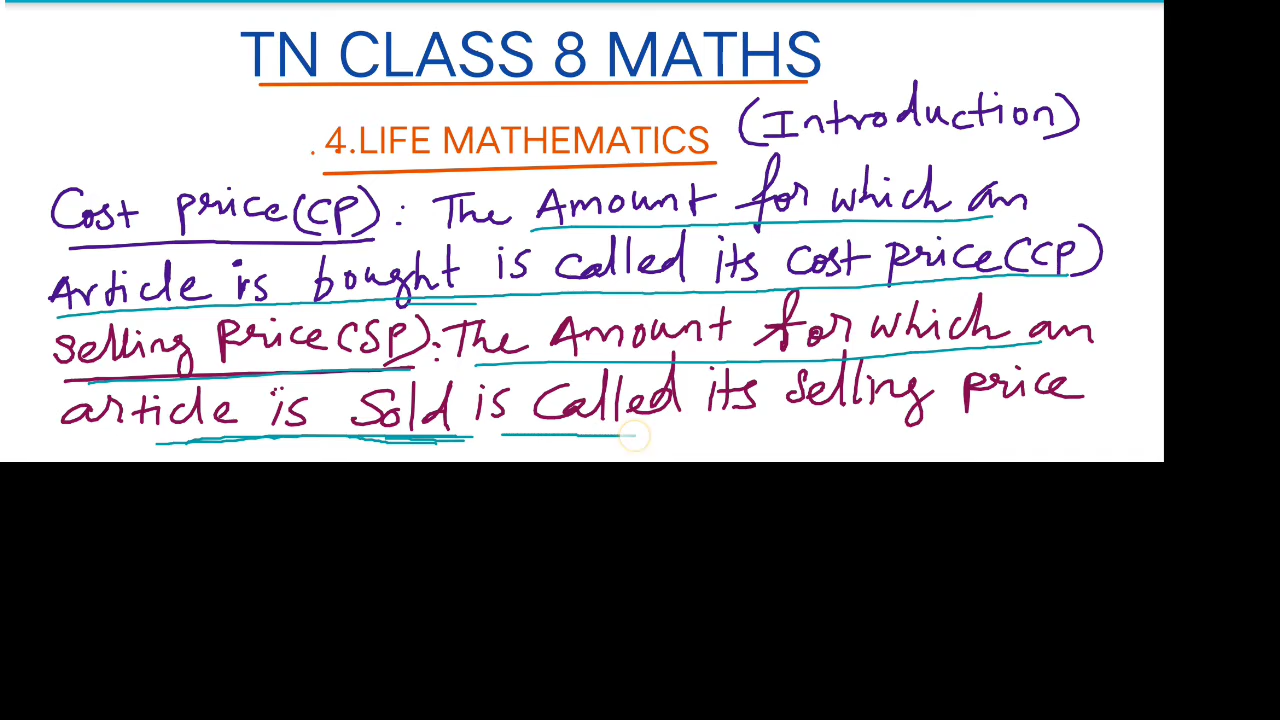 TN CLASS 8 MATHS
. 4.LIFE MATHEMATICS (Introduction)
Cost price(CP) : The Amount for which an
Article is bought is called its cost price(CP)
Selling price(SP):The Amount for which an
article is Sold is Called its selling price